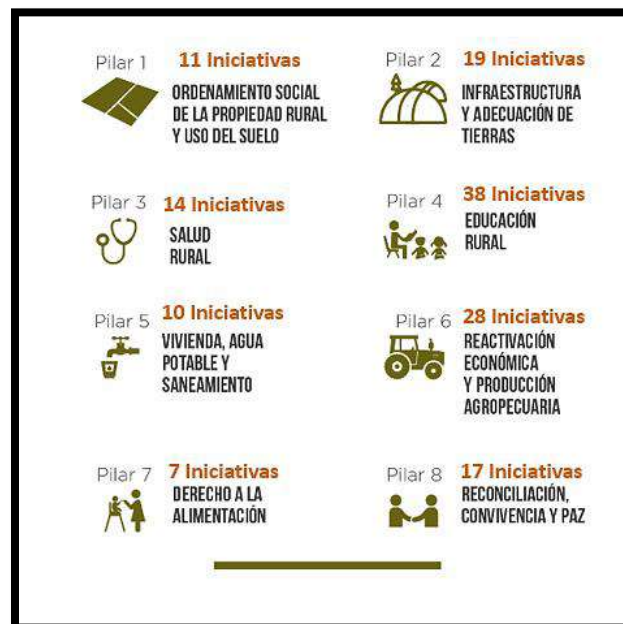 Pilar 1 11 Iniciativas
ORDENAMIENTO SOCIAL
DE LA PROPIEDAD RURAL
Y USO DEL SUELO
Pilar 2 19 Iniciativas
INFRAESTRUCTURA
Y ADECUACIÓN DE
TIERRAS
Pilar 3 14 Iniciativas
SALUD
RURAL
Pilar 4 38 Iniciativas
EDUCACIÓN
RURAL
Pilar 5 10 Iniciativas
VIVIENDA, AGUA
POTABLE Y
SANEAMIENTO
Pilar 6 28 Iniciativas
REACTIVACIÓN
ECONÓMICA
Y PRODUCCIÓN
AGROPECUARIA
Pilar 7 7 Iniciativas
DERECHO A LA
ALIMENTACIÓN
Pilar 8 17 Iniciativas
RECONCILIACIÓN,
CONVIVENCIA Y PAZ